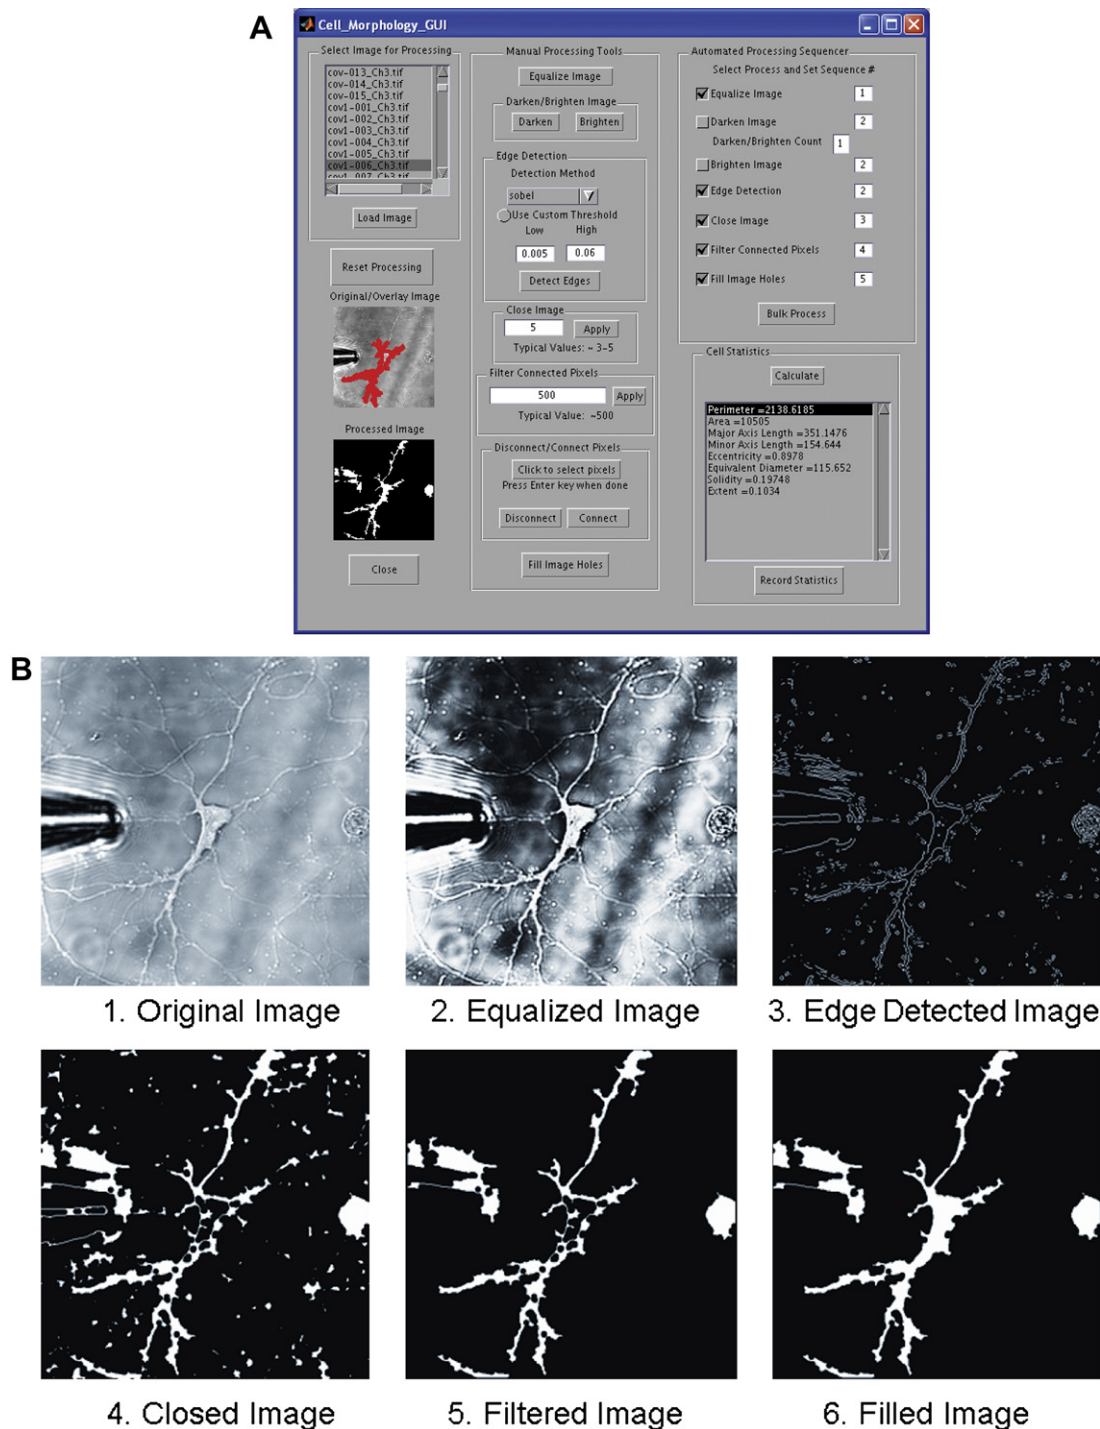 A
Cell_Morphology_GUI
Select Image for Processing
cov-013_Ch3.tif
cov-014_Ch3.tif
cov-015_Ch3.tif
cov1-001_Ch3.tif
cov1-002_Ch3.tif
cov1-003_Ch3.tif
cov1-004_Ch3.tif
cov1-005_Ch3.tif
cov1-006_Ch3.tif
cov1-007_Ch3.tif
Load Image
Reset Processing
Original/Overlay Image
Processed Image
Close
Manual Processing Tools
Equalize Image
Darken/Brighten Image
Darken Brighten
Edge Detection
Detection Method
sobel
Use Custom Threshold
Low High
0.005 0.06
Detect Edges
Close Image
5 Apply
Typical Values: ~ 3-5
Filter Connected Pixels
500 Apply
Typical Value: ~500
Disconnect/Connect Pixels
Click to select pixels
Press Enter key when done
Disconnect Connect
Fill Image Holes
Automated Processing Sequencer
Select Process and Set Sequence #
Equalize Image 1
Darken Image 2
Darken/Brighten Count 1
Brighten Image 2
Edge Detection 2
Close Image 3
Filter Connected Pixels 4
Fill Image Holes 5
Bulk Process
Cell Statistics
Calculate
Perimeter =2138.6185
Area =10505
Major Axis Length =351.1476
Minor Axis Length =154.644
Eccentricity =0.8978
Equivalent Diameter =115.652
Solidity =0.19748
Extent =0.1034
Record Statistics
B
1. Original Image
2. Equalized Image
3. Edge Detected Image
4. Closed Image
5. Filtered Image
6. Filled Image